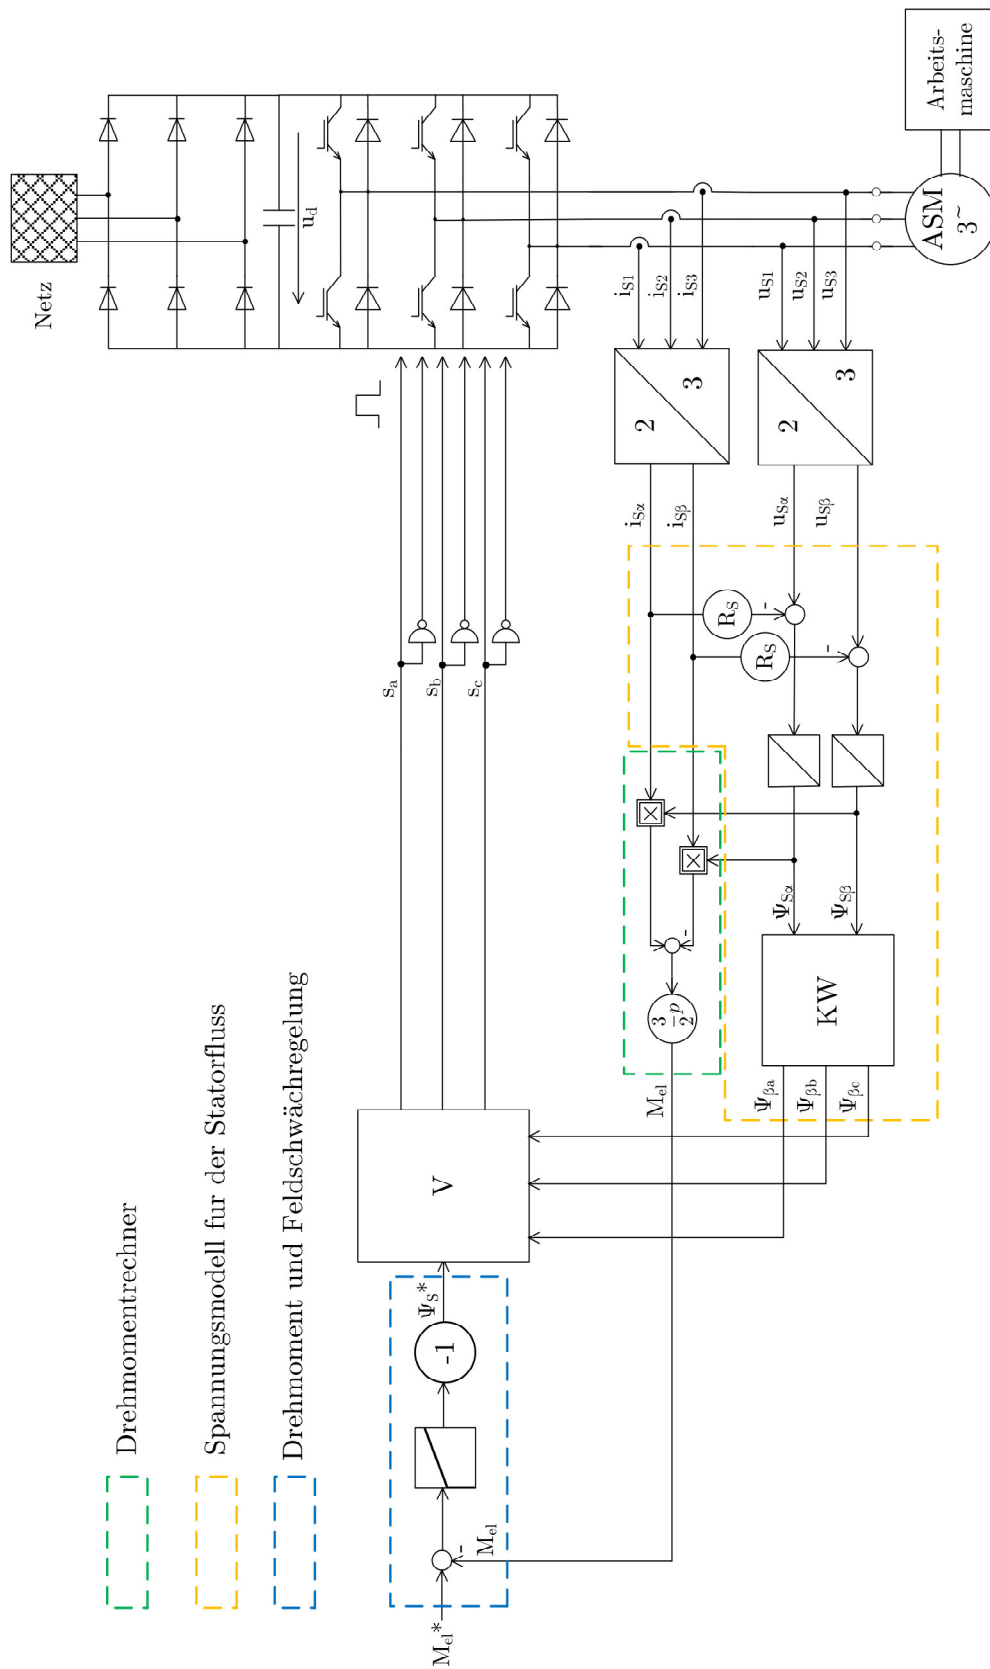 Drehmomentrechner
Spannungsmodell fur der Statorfluss
Drehmoment und Feldschwächregelung
Netz
u_d
s_a
s_b
s_c
M_el*
M_el
-
-1
Ψ_S*
V
M_el
3/2 p
-
×
×
i_Sα
i_Sβ
2
3
i_S1
i_S2
i_S3
Ψ_βa
Ψ_βb
Ψ_βc
KW
Ψ_Sα
Ψ_Sβ
R_S
R_S
-
-
u_Sα
u_Sβ
2
3
u_S1
u_S2
u_S3
ASM
3~
Arbeits-
maschine